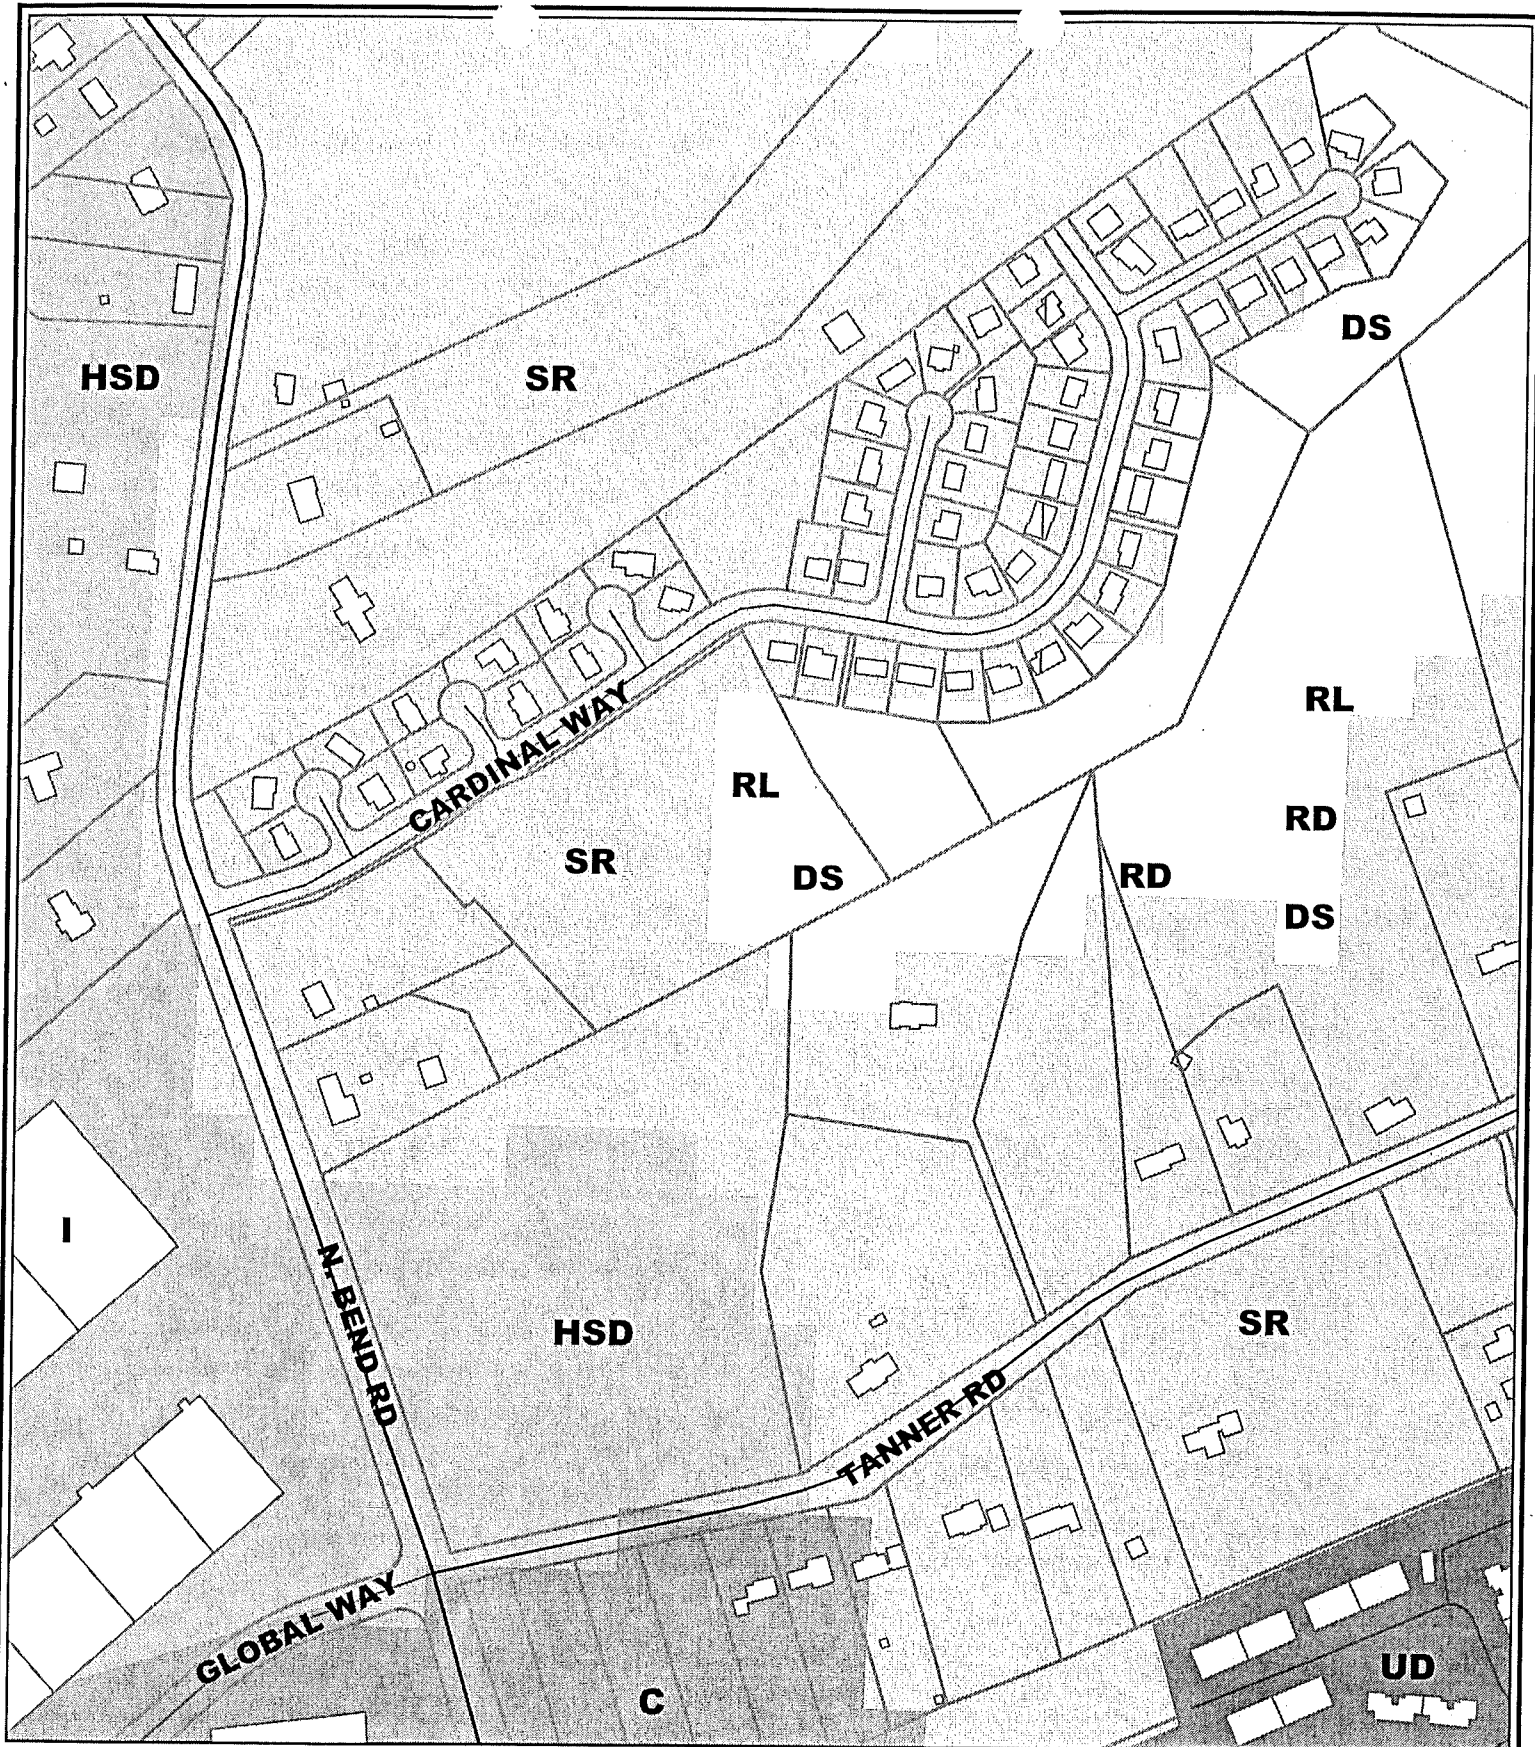 DS
HSD
SR
RL
RL
RD
SR
DS
RD
DS
CARDINAL WAY
I
N. BEND RD
HSD
SR
TANNER RD
GLOBAL WAY
C
UD